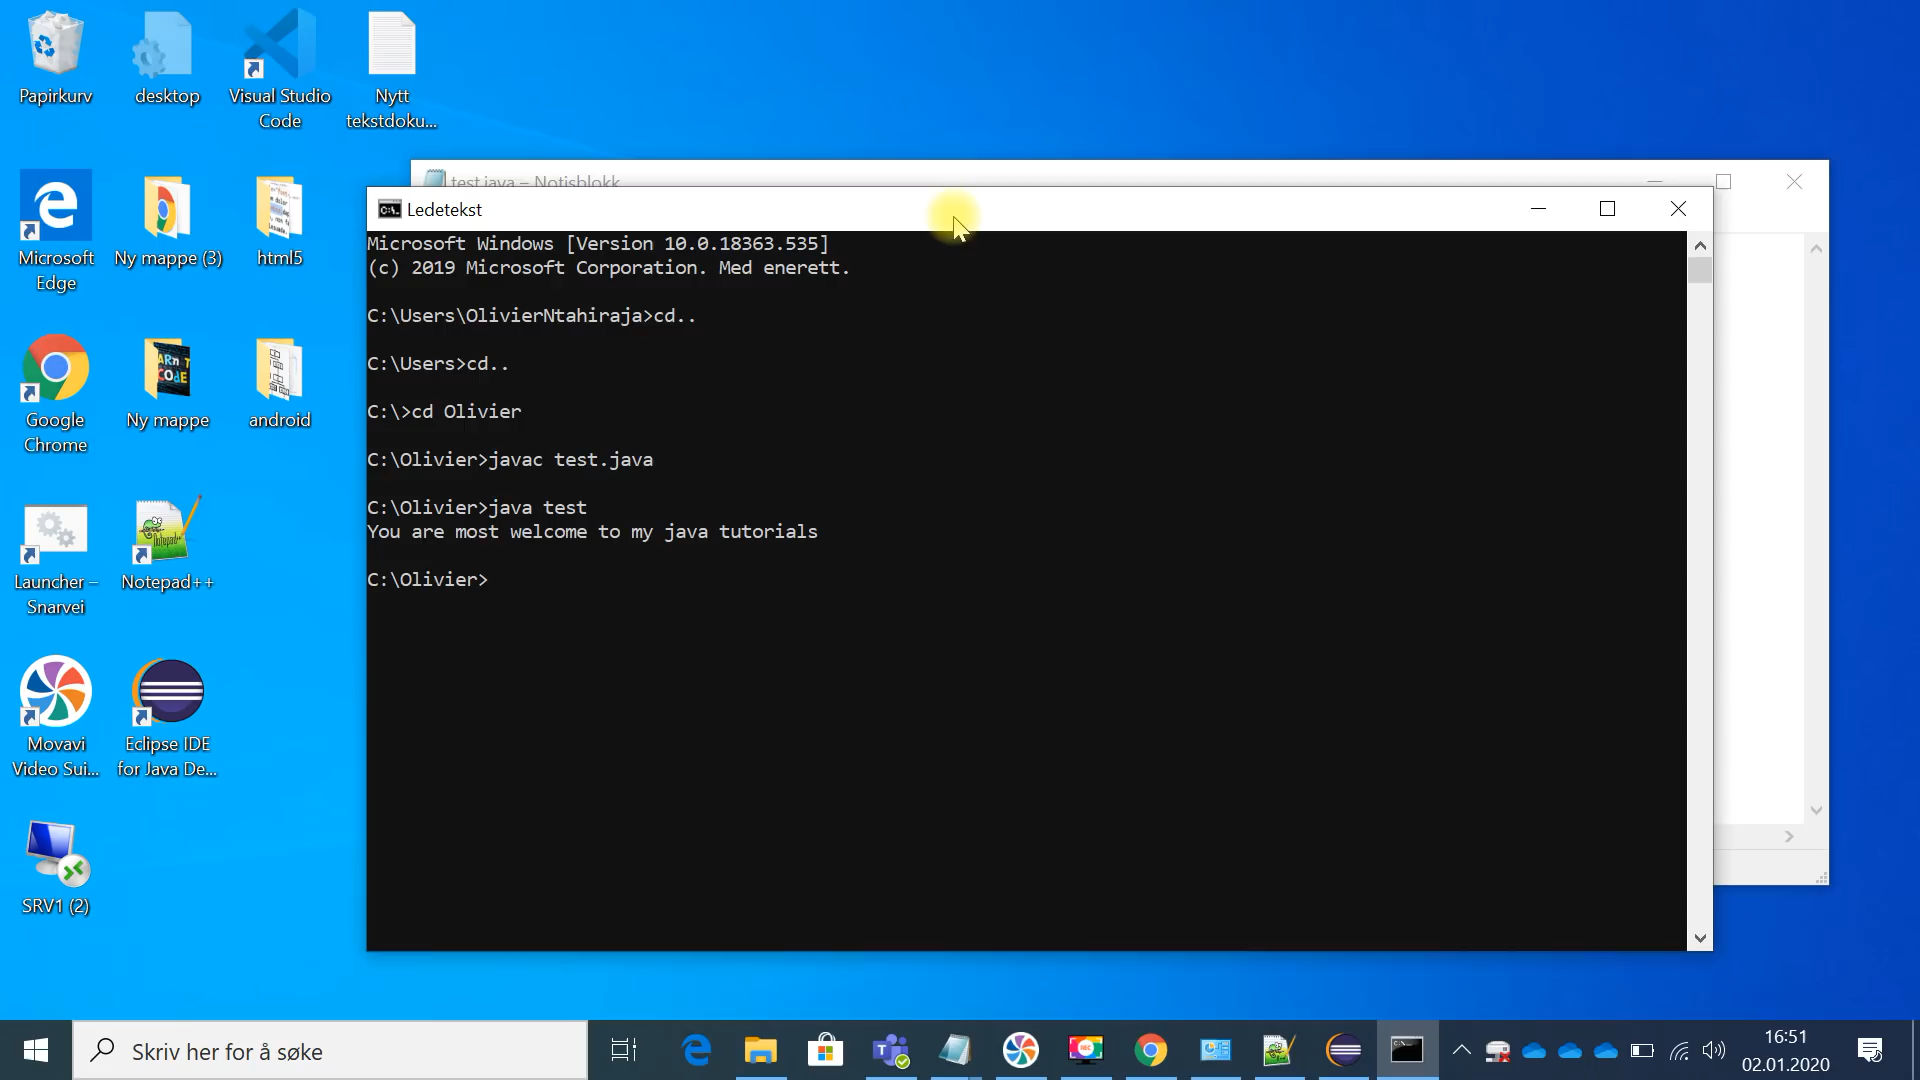 Papirkurv
desktop
Visual Studio
Code
Nytt
tekstdoku...
Microsoft
Edge
Ny mappe (3)
html5
Google
Chrome
Ny mappe
android
Launcher –
Snarvei
Notepad++
Movavi
Video Sui...
Eclipse IDE
for Java De...
SRV1 (2)
test.java – Notisblokk
Ledetekst
Microsoft Windows [Version 10.0.18363.535]
(c) 2019 Microsoft Corporation. Med enerett.
C:\Users\OlivierNtahiraja>cd..
C:\Users>cd..
C:\>cd Olivier
C:\Olivier>javac test.java
C:\Olivier>java test
You are most welcome to my java tutorials
C:\Olivier>
Skriv her for å søke
16:51
02.01.2020